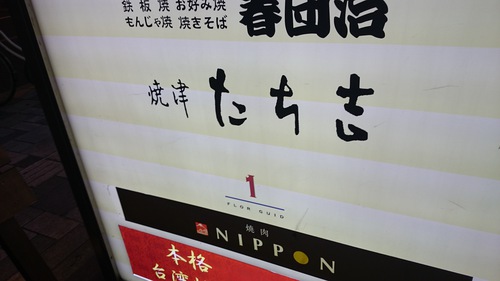 鉄板焼 お好み焼
もんじゃ焼 焼きそば
春団治
焼津 たち吉
1
FLOR GUID
焼肉
NIPPON
本格
台湾